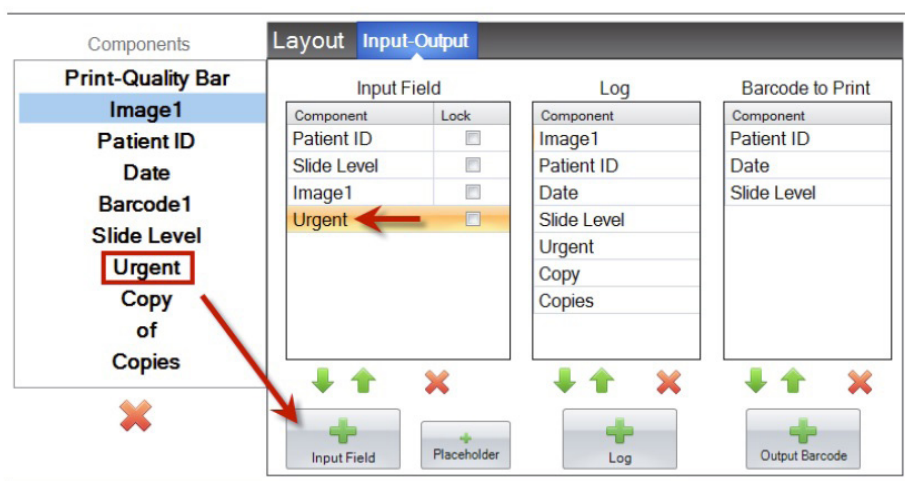 Components
Print-Quality Bar
Image1
Patient ID
Date
Barcode1
Slide Level
Urgent
Copy
of
Copies
Layout Input-Output
Input Field
Component Lock
Patient ID
Slide Level
Image1
Urgent
Input Field
Placeholder
Log
Component
Image1
Patient ID
Date
Slide Level
Urgent
Copy
Copies
Log
Barcode to Print
Component
Patient ID
Date
Slide Level
Output Barcode